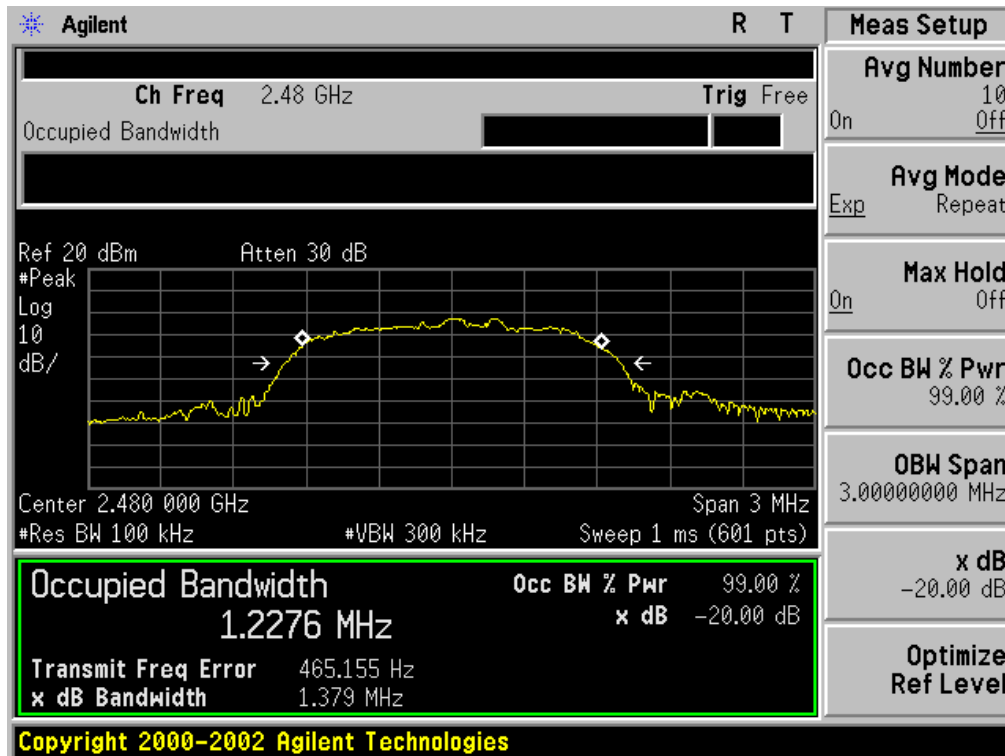 Agilent R T Meas Setup
Ch Freq 2.48 GHz Trig Free
Occupied Bandwidth
Ref 20 dBm Atten 30 dB
#Peak
Log
10
dB/
Center 2.480 000 GHz Span 3 MHz
#Res BW 100 kHz #VBW 300 kHz Sweep 1 ms (601 pts)
Occupied Bandwidth
1.2276 MHz
Occ BW % Pwr 99.00 %
x dB -20.00 dB
Transmit Freq Error 465.155 Hz
x dB Bandwidth 1.379 MHz
Avg Number
10
On Off
Avg Mode
Exp Repeat
Max Hold
On Off
Occ BW % Pwr
99.00 %
OBW Span
3.00000000 MHz
x dB
-20.00 dB
Optimize
Ref Level
Copyright 2000-2002 Agilent Technologies